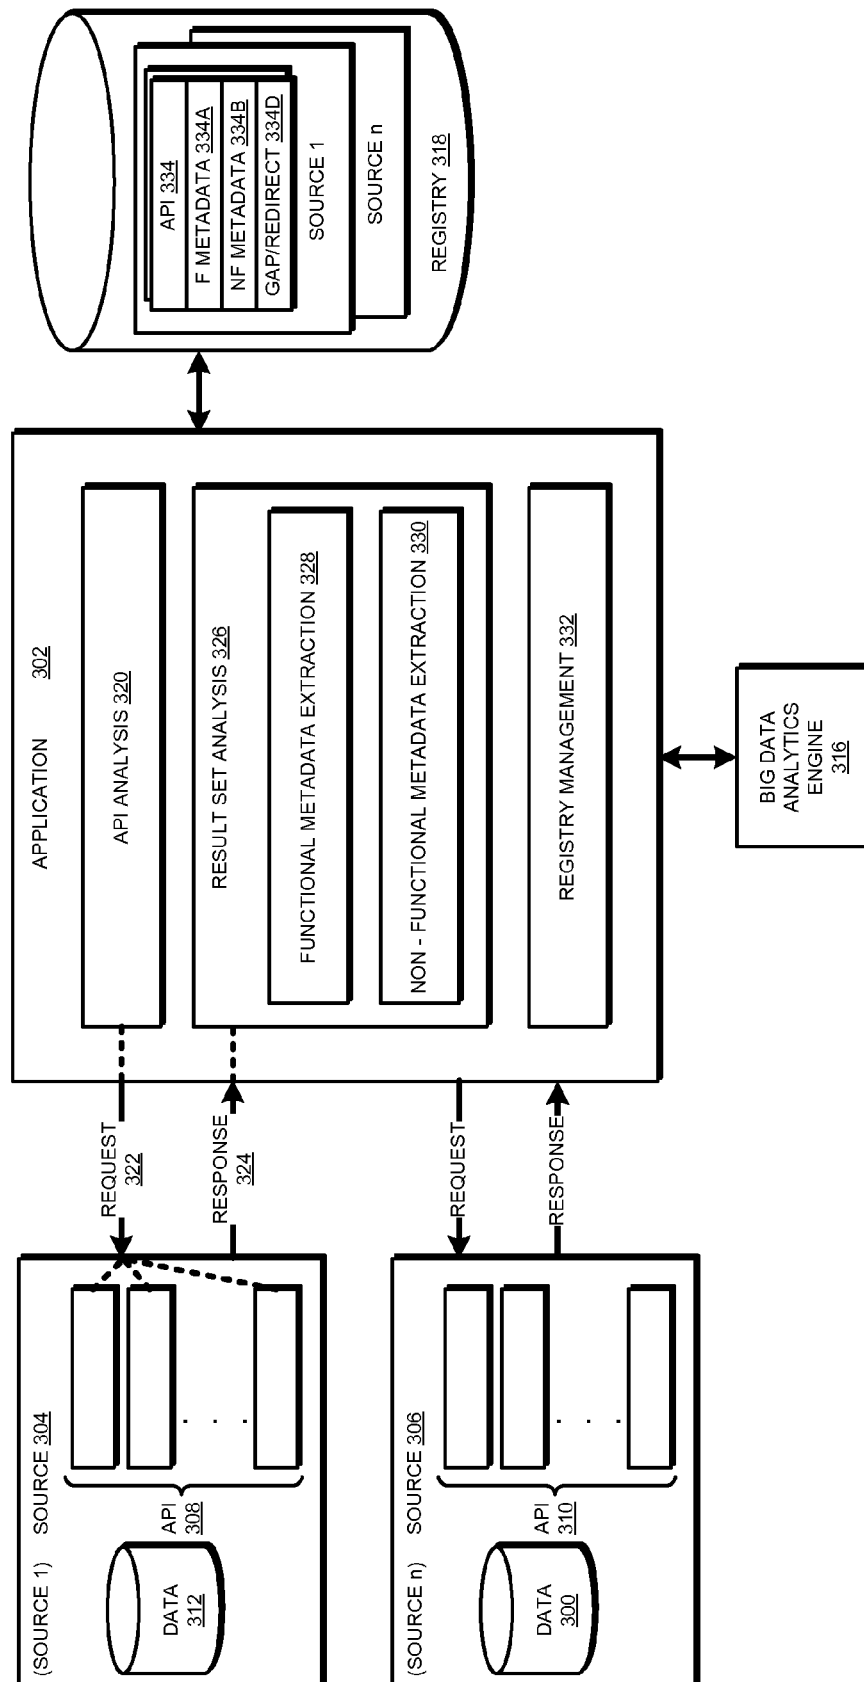 (SOURCE 1) SOURCE 304
DATA
312
API
308
. . .
REQUEST
322
RESPONSE
324
(SOURCE n) SOURCE 306
DATA
300
API
310
. . .
REQUEST
RESPONSE
APPLICATION 302
API ANALYSIS 320
RESULT SET ANALYSIS 326
FUNCTIONAL METADATA EXTRACTION 328
NON - FUNCTIONAL METADATA EXTRACTION 330
REGISTRY MANAGEMENT 332
BIG DATA
ANALYTICS
ENGINE
316
API 334
F METADATA 334A
NF METADATA 334B
GAP/REDIRECT 334D
SOURCE 1
SOURCE n
REGISTRY 318